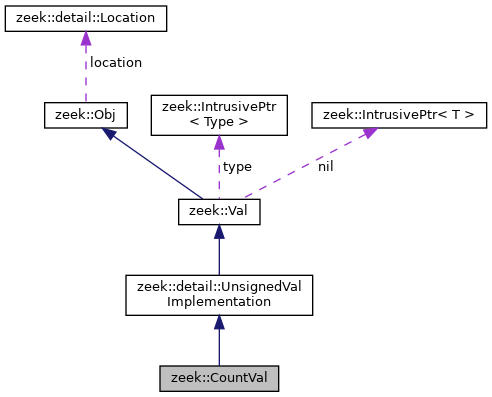 zeek::detail::Location
location
zeek::Obj
zeek::IntrusivePtr
< Type >
zeek::IntrusivePtr< T >
type
nil
zeek::Val
zeek::detail::UnsignedVal
Implementation
zeek::CountVal